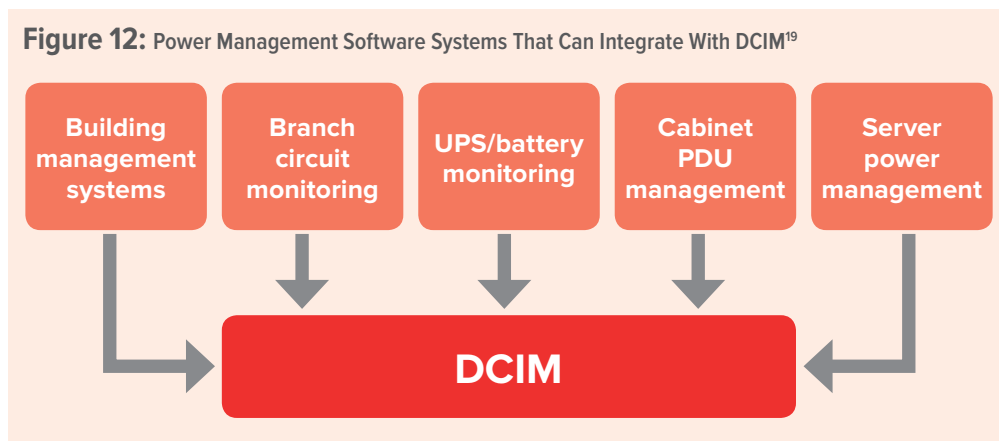 Figure 12: Power Management Software Systems That Can Integrate With DCIM¹⁹
Building
management
systems
Branch
circuit
monitoring
UPS/battery
monitoring
Cabinet
PDU
management
Server
power
management
DCIM